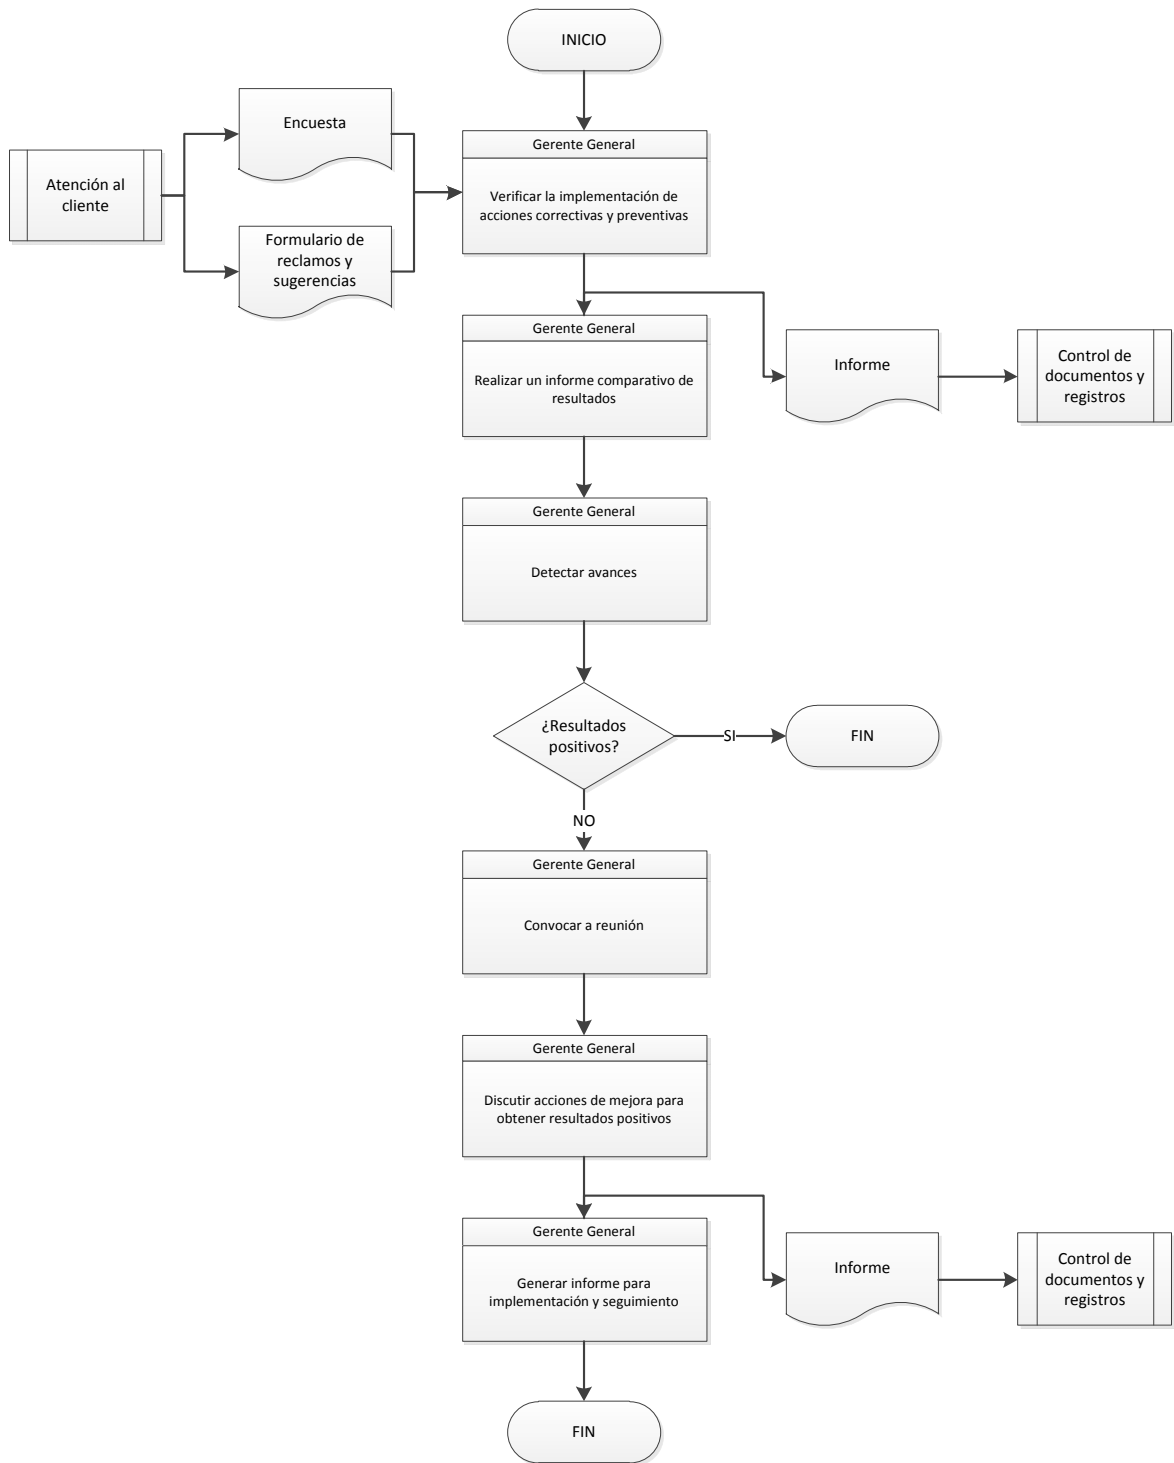 INICIO
Encuesta
Atención al
cliente
Formulario de
reclamos y
sugerencias
Gerente General
Verificar la implementación de
acciones correctivas y preventivas
Gerente General
Realizar un informe comparativo de
resultados
Informe
Control de
documentos y
registros
Gerente General
Detectar avances
¿Resultados
positivos?
SI
FIN
NO
Gerente General
Convocar a reunión
Gerente General
Discutir acciones de mejora para
obtener resultados positivos
Gerente General
Generar informe para
implementación y seguimiento
Informe
Control de
documentos y
registros
FIN